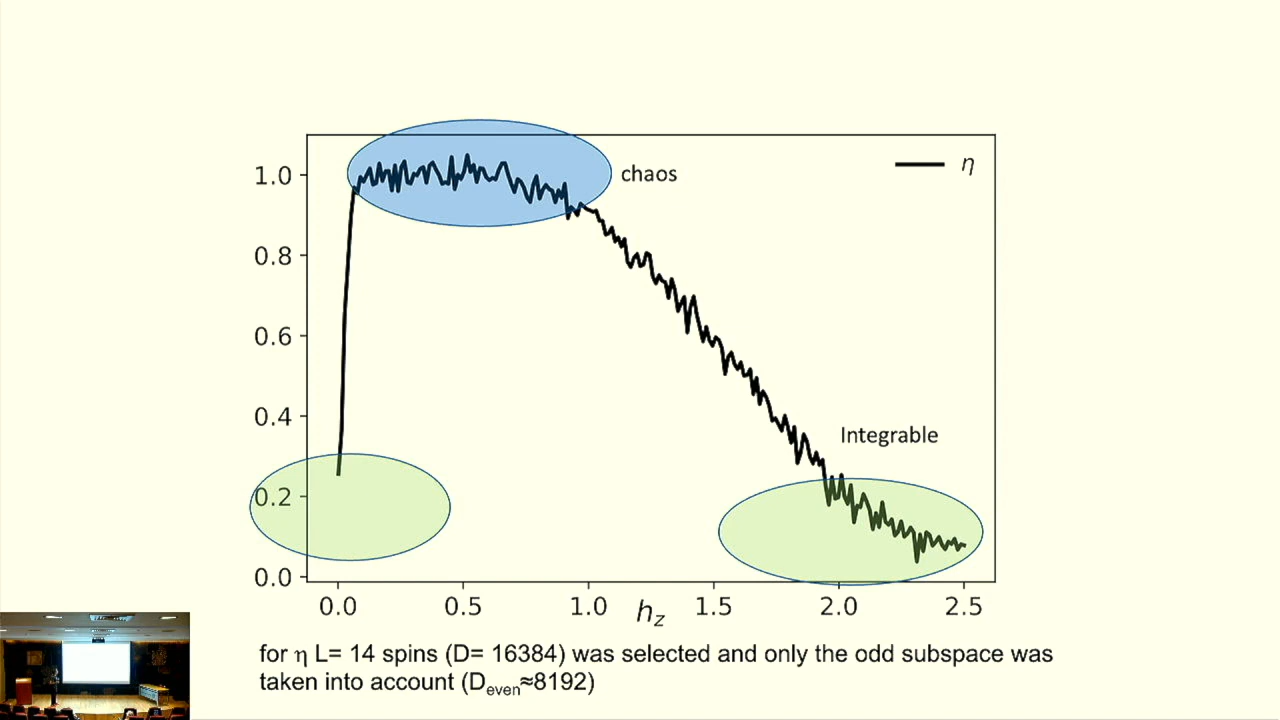 η
chaos
Integrable
1.0
0.8
0.6
0.4
0.2
0.0
0.0 0.5 1.0 1.5 2.0 2.5
h_z
for η L= 14 spins (D= 16384) was selected and only the odd subspace was
taken into account (D_even≈8192)